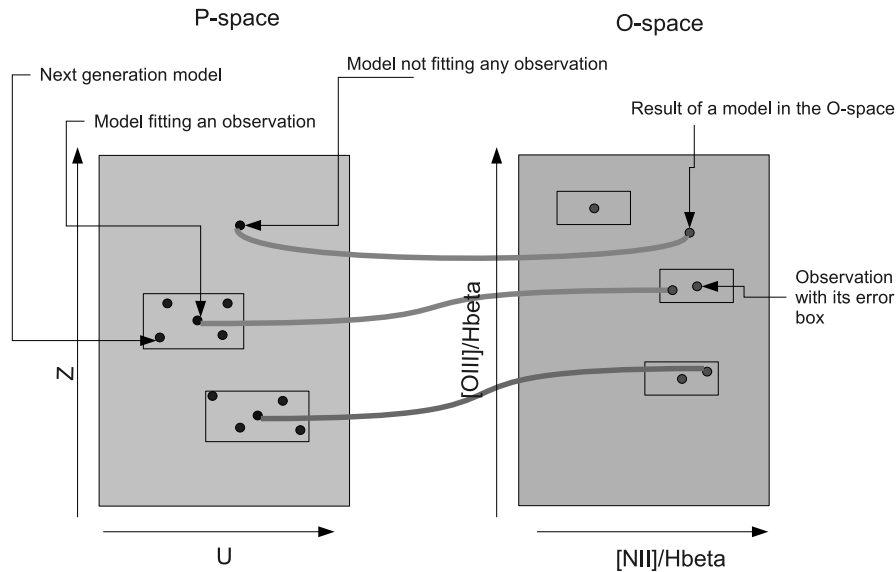 P-space
O-space
Model not fitting any observation
Next generation model
Result of a model in the O-space
Model fitting an observation
Observation
with its error
box
Z
[OIII]/Hbeta
U
[NII]/Hbeta